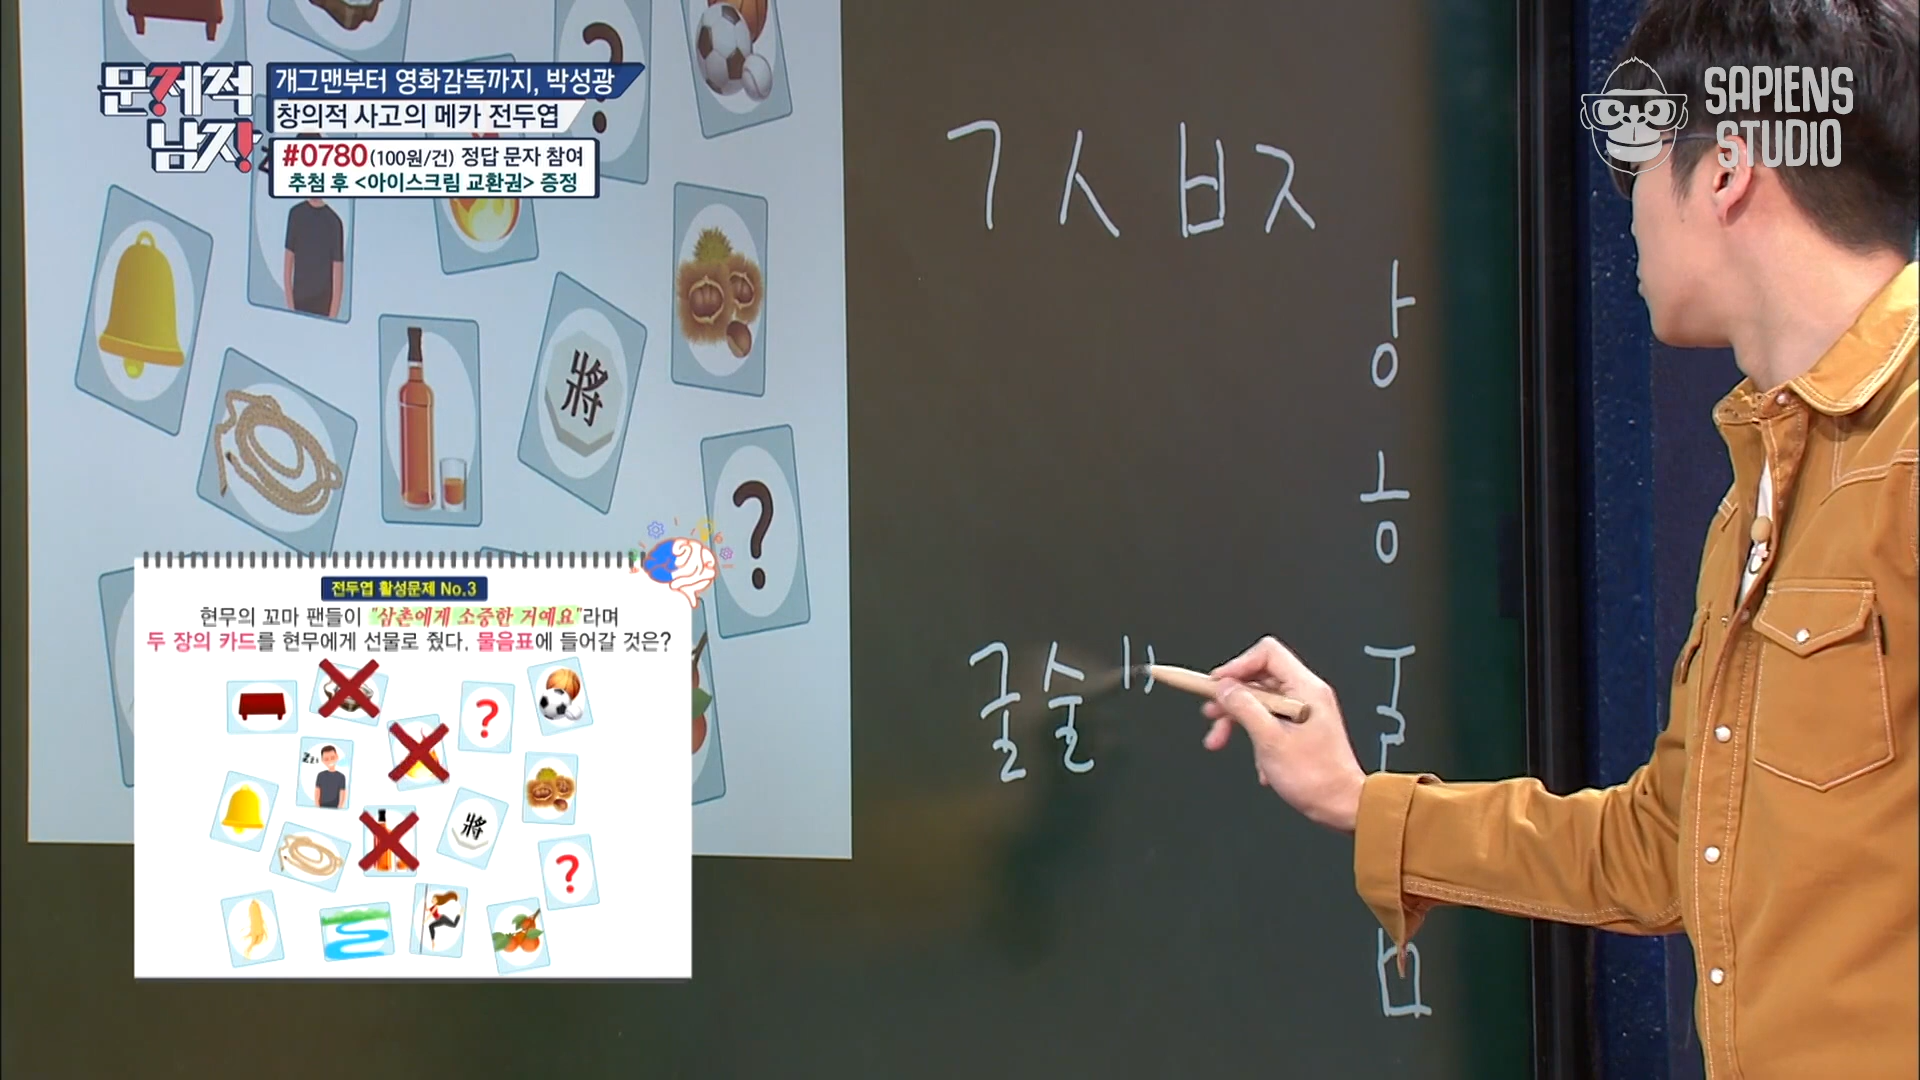 문제적
남자
개그맨부터 영화감독까지, 박성광
창의적 사고의 메카 전두엽
#0780(100원/건) 정답 문자 참여
추첨 후 <아이스크림 교환권> 증정
SAPIENS
STUDIO
?
將
?
ㄱ ㅅ ㅂ ㅈ
ㅏㅇ
ㅗㅇ
ㅜㄹ
ㅁ
굴 술
전두엽 활성문제 No.3
현무의 꼬마 팬들이 "삼촌에게 소중한 거예요"라며
두 장의 카드를 현무에게 선물로 줬다. 물음표에 들어갈 것은?
?
zzz
將
?